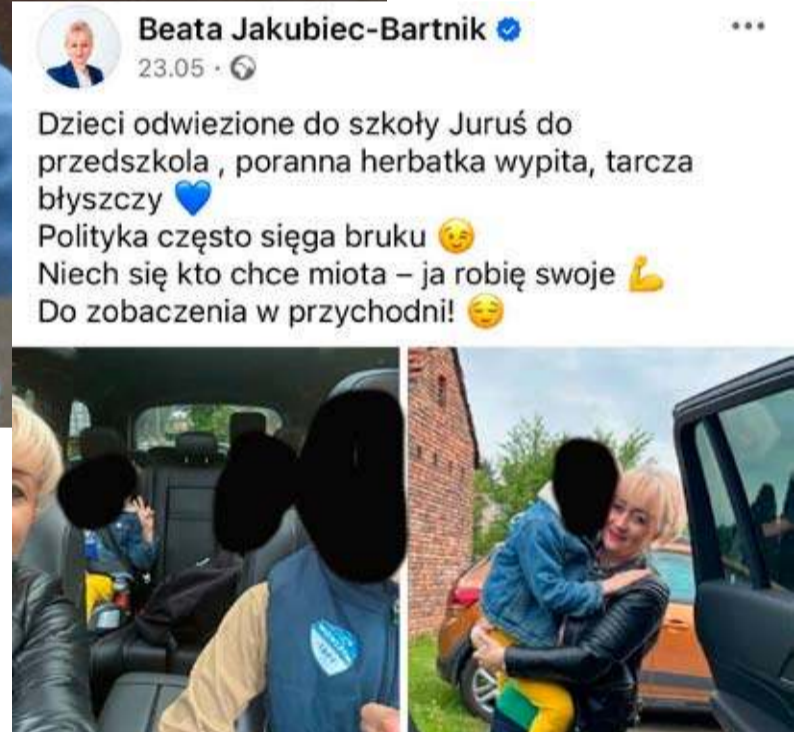 Beata Jakubiec-Bartnik
23.05
Dzieci odwiezione do szkoły Juruś do
przedszkola , poranna herbatka wypita, tarcza
błyszczy 💙
Polityka często sięga bruku 😉
Niech się kto chce miota – ja robię swoje 💪
Do zobaczenia w przychodni! 😌